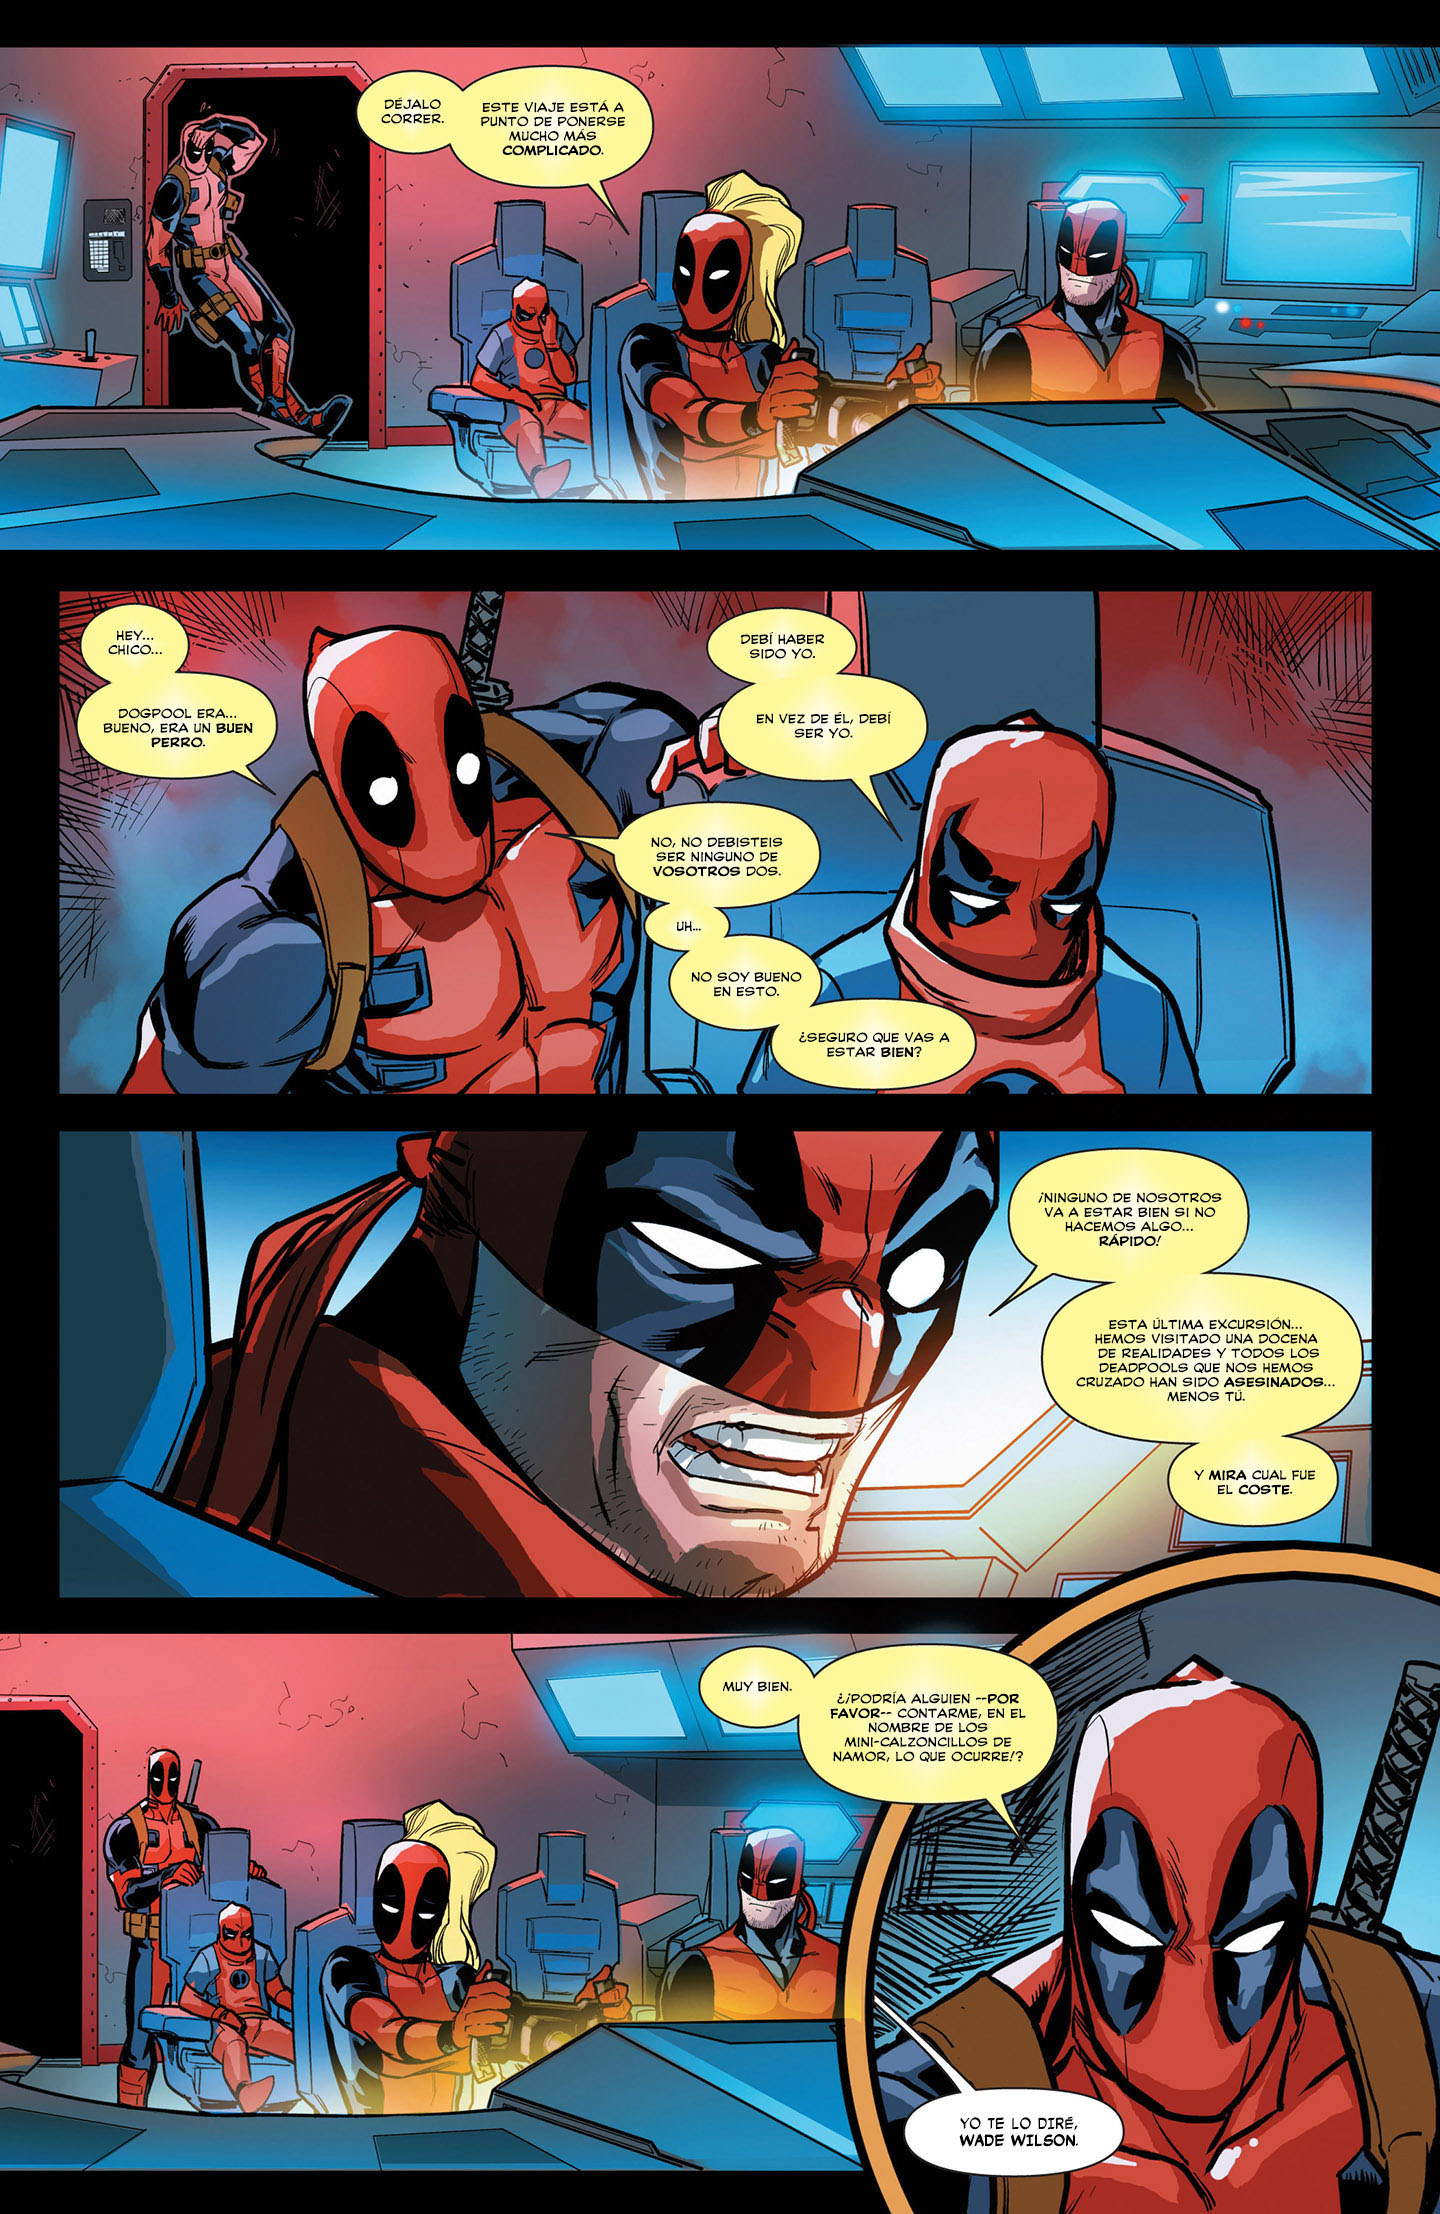 DÉJALO
CORRER.
ESTE VIAJE ESTÁ A
PUNTO DE PONERSE
MUCHO MÁS
COMPLICADO.
HEY...
CHICO...
DOGPOOL ERA...
BUENO, ERA UN BUEN
PERRO.
DEBÍ HABER
SIDO YO.
EN VEZ DE ÉL, DEBÍ
SER YO.
NO, NO DEBISTEIS
SER NINGUNO DE
VOSOTROS DOS.
UH...
NO SOY BUENO
EN ESTO.
¿SEGURO QUE VAS A
ESTAR BIEN?
¡NINGUNO DE NOSOTROS
VA A ESTAR BIEN SI NO
HACEMOS ALGO...
RÁPIDO!
ESTA ÚLTIMA EXCURSIÓN...
HEMOS VISITADO UNA DOCENA
DE REALIDADES Y TODOS LOS
DEADPOOLS QUE NOS HEMOS
CRUZADO HAN SIDO ASESINADOS...
MENOS TÚ.
Y MIRA CUAL FUE
EL COSTE.
MUY BIEN.
¿¡PODRÍA ALGUIEN --POR
FAVOR-- CONTARME, EN EL
NOMBRE DE LOS
MINI-CALZONCILLOS DE
NAMOR, LO QUE OCURRE!?
YO TE LO DIRÉ,
WADE WILSON.